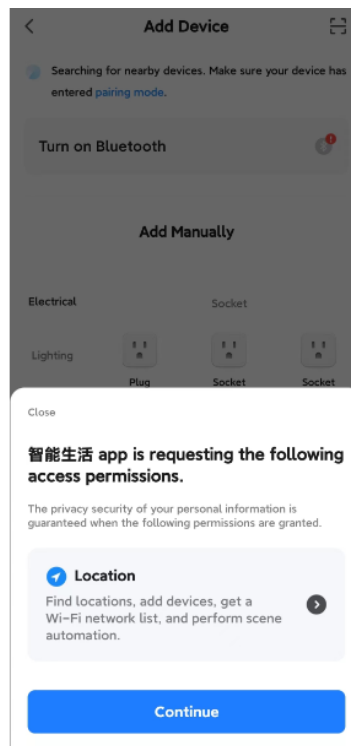 Add Device
Searching for nearby devices. Make sure your device has
entered pairing mode.
Turn on Bluetooth
Add Manually
Electrical
Socket
Lighting
Plug
Socket
Socket
Close
智能生活 app is requesting the following
access permissions.
The privacy security of your personal information is
guaranteed when the following permissions are granted.
Location
Find locations, add devices, get a
Wi-Fi network list, and perform scene
automation.
Continue